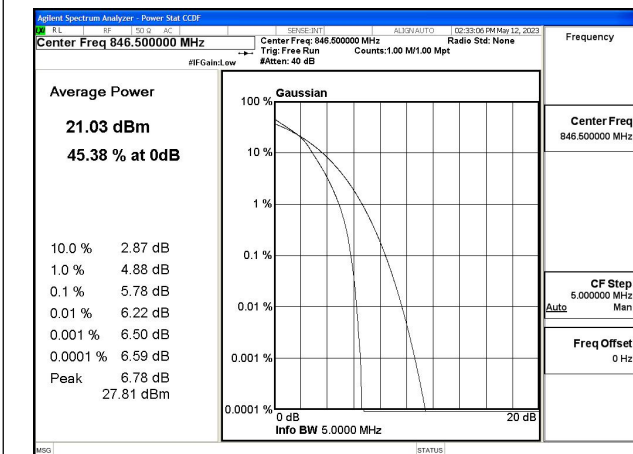 Agilent Spectrum Analyzer - Power Stat CCDF
RL RF 50 Ω AC SENSE:INT ALIGN AUTO 02:33:06 PM May 12, 2023
Center Freq 846.500000 MHz
Center Freq: 846.500000 MHz Radio Std: None
Trig: Free Run Counts:1.00 M/1.00 Mpt
#IFGain:Low #Atten: 40 dB
Frequency
Average Power
21.03 dBm
45.38 % at 0dB
10.0 % 2.87 dB
1.0 % 4.88 dB
0.1 % 5.78 dB
0.01 % 6.22 dB
0.001 % 6.50 dB
0.0001 % 6.59 dB
Peak 6.78 dB
27.81 dBm
Gaussian
100 %
10 %
1 %
0.1 %
0.01 %
0.001 %
0.0001 %
0 dB 20 dB
Info BW 5.0000 MHz
Center Freq
846.500000 MHz
CF Step
5.000000 MHz
Auto Man
Freq Offset
0 Hz
MSG STATUS